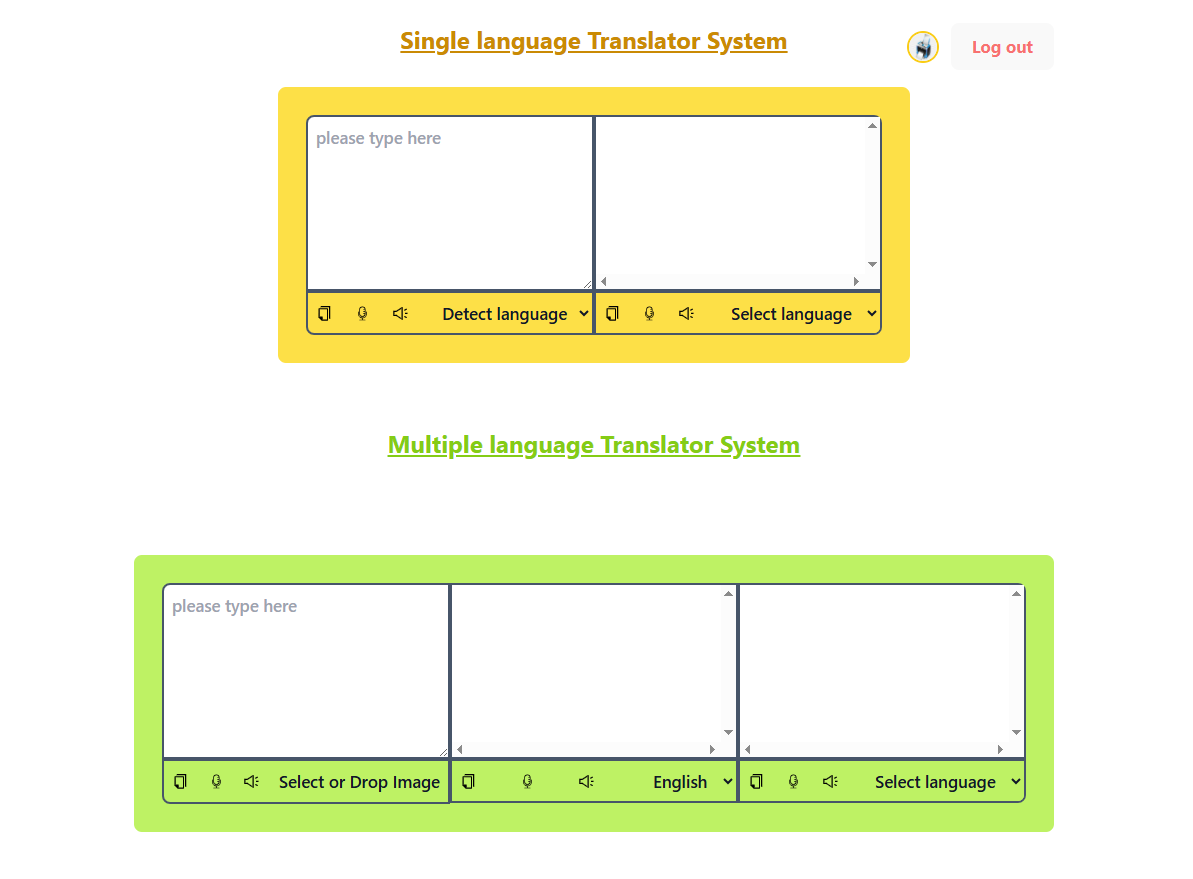 Single language Translator System
Log out
please type here
Detect language
Select language
Multiple language Translator System
please type here
Select or Drop Image
English
Select language